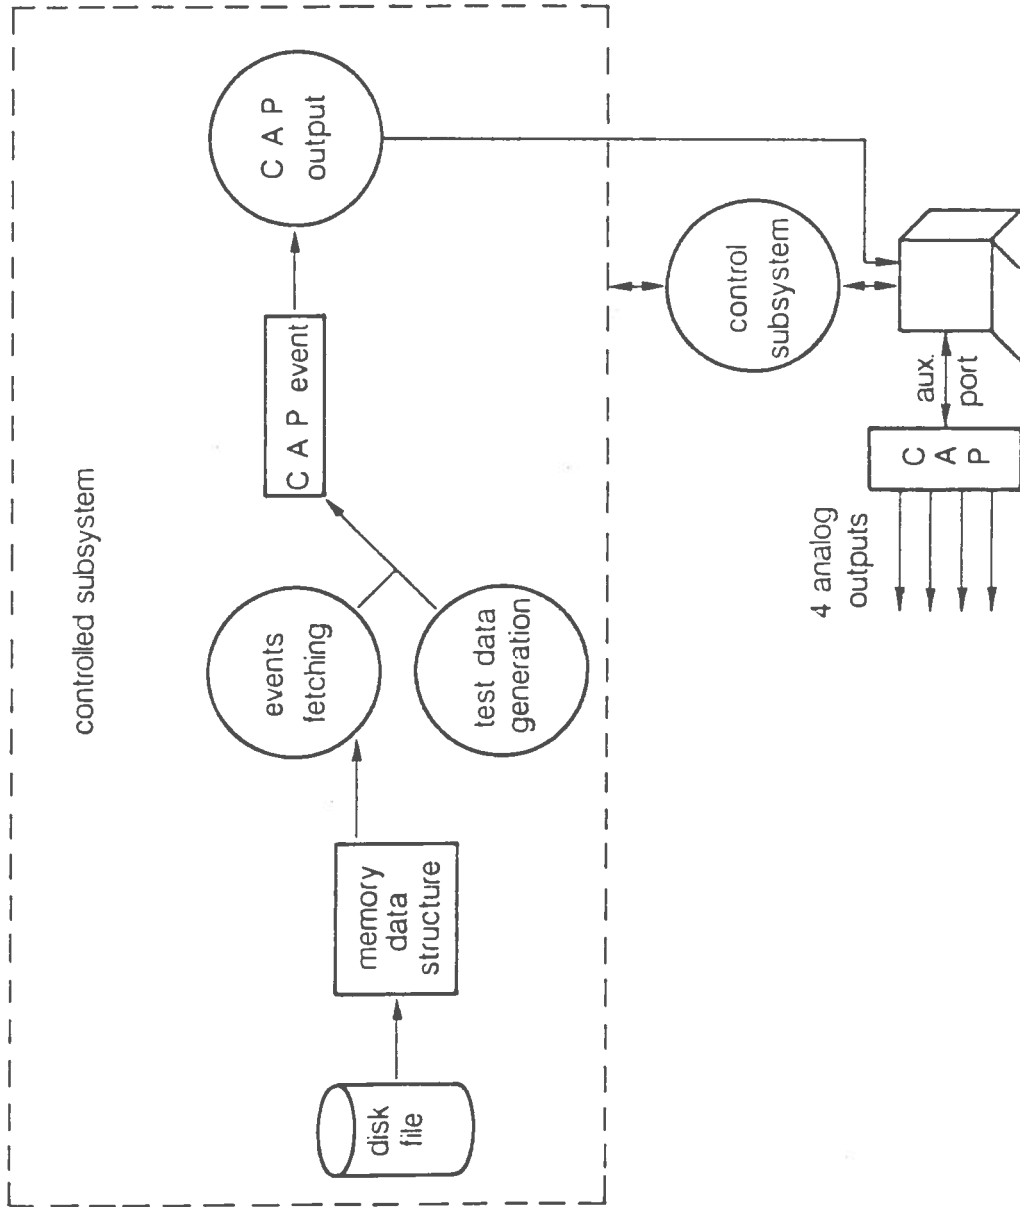 controlled subsystem
disk
file
memory
data
structure
events
fetching
test data
generation
C A P event
C A P
output
control
subsystem
4 analog
outputs
C A P
aux.
port